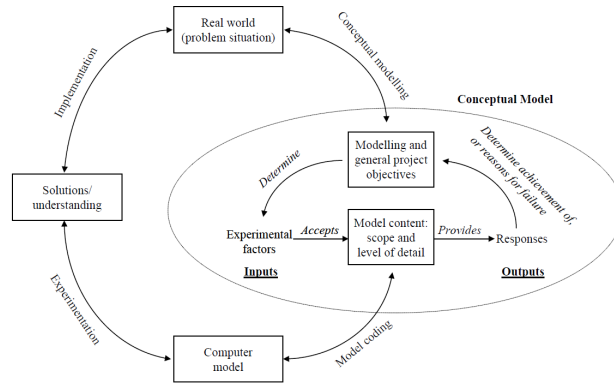 Real world
(problem situation)
Conceptual modelling
Implementation
Conceptual Model
Determine achievement of,
or reasons for failure
Modelling and
general project
objectives
Determine
Solutions/
understanding
Experimental
factors
Accepts
Model content:
scope and
level of detail
Provides
Responses
Inputs
Outputs
Experimentation
Model coding
Computer
model